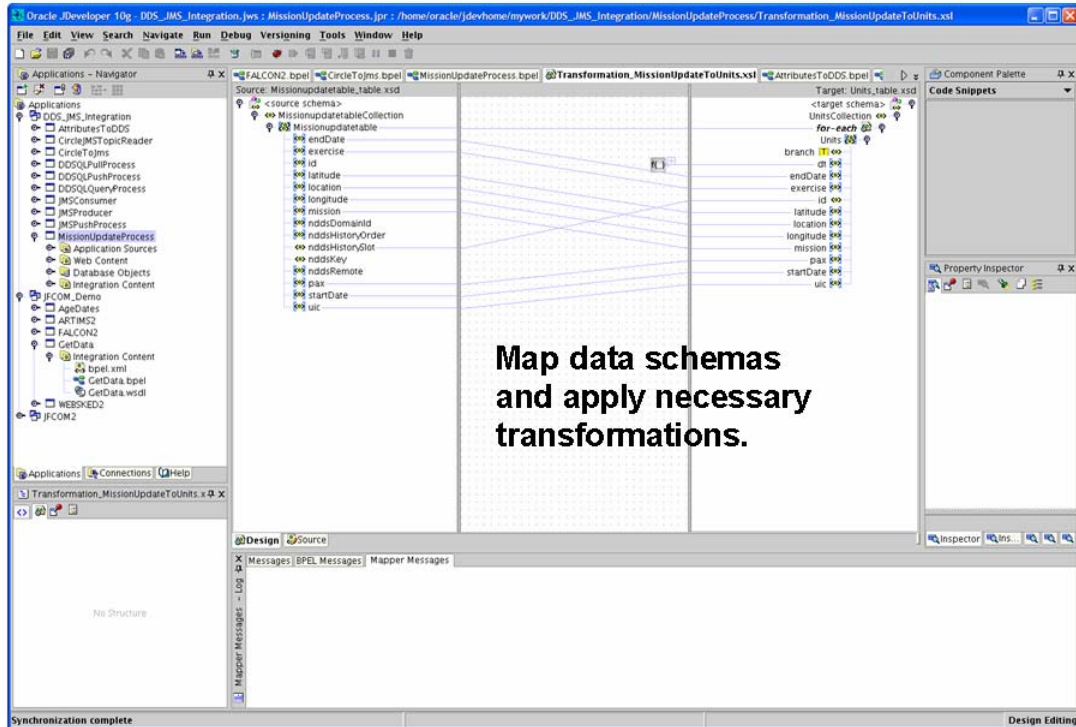 Oracle JDeveloper 10g - DDS_JMS_Integration.jws : MissionUpdateProcess.jpr : /home/oracle/jdevhome/mywork/DDS_JMS_Integration/MissionUpdateProcess/Transformation_MissionUpdateToUnits.xsl
File Edit View Search Navigate Run Debug Versioning Tools Window Help
Applications - Navigator
Applications
DDS_JMS_Integration
AttributesToDDS
CircleJMSTopicReader
CircleToJms
DDSQLPullProcess
DDSQLPushProcess
DDSQLQueryProcess
JMSConsumer
JMSProducer
JMSPushProcess
MissionUpdateProcess
Application Sources
Web Content
Database Objects
Integration Content
JFCOM_Demo
AgeDates
ARTIMS2
FALCON2
GetData
Integration Content
bpel.xml
GetData.bpel
GetData.wsdl
WEBSKED2
JFCOM2
Applications Connections Help
Transformation_MissionUpdateToUnits.x
No Structure
FALCON2.bpel CircleToJms.bpel MissionUpdateProcess.bpel Transformation_MissionUpdateToUnits.xsl AttributesToDDS.bpel
Source: Missionupdatetable_table.xsd
<source schema>
MissionupdatetableCollection
Missionupdatetable
endDate
exercise
id
latitude
location
longitude
mission
nddsDomainId
nddsHistoryOrder
nddsHistorySlot
nddsKey
nddsRemote
pax
startDate
uic
Target: Units_table.xsd
<target schema>
UnitsCollection
for-each
Units
branch T
dt
endDate
exercise
id
latitude
location
longitude
mission
pax
startDate
uic
Map data schemas
and apply necessary
transformations.
Design Source
Messages BPEL Messages Mapper Messages
Mapper Messages - Log
Component Palette
Code Snippets
Property Inspector
Inspector Ins...
Synchronization complete
Design Editing